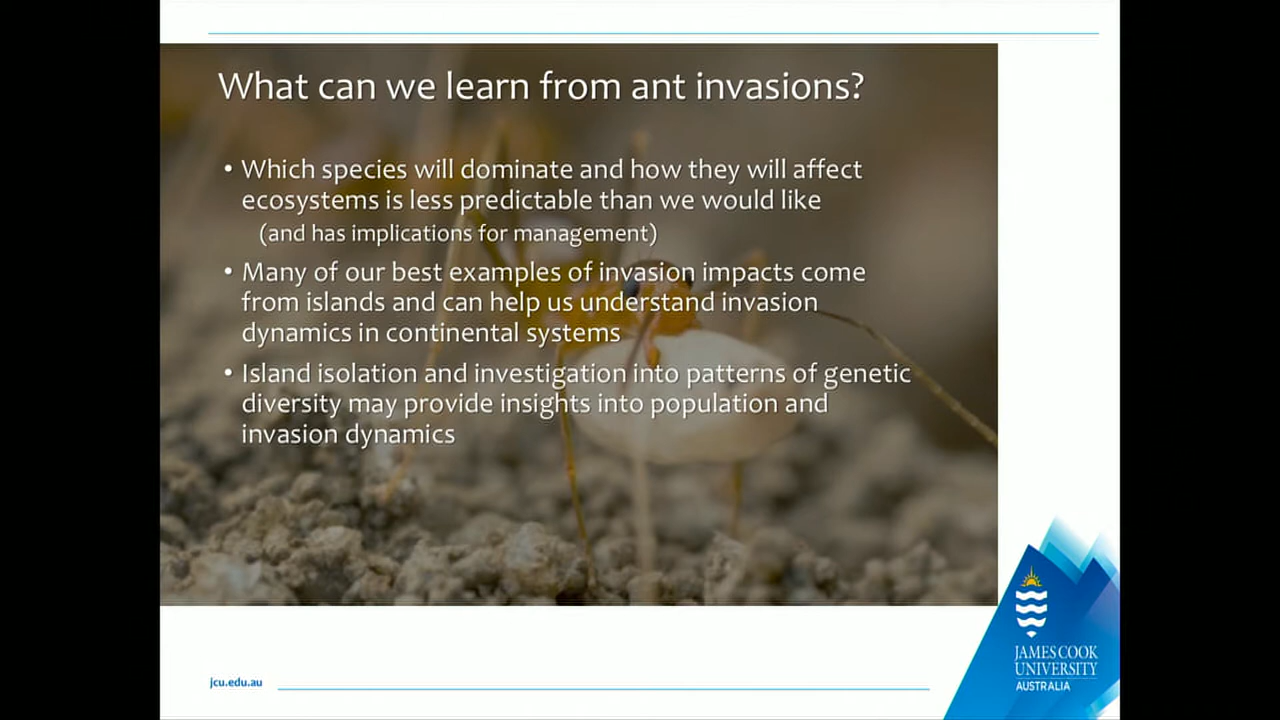 What can we learn from ant invasions?
• Which species will dominate and how they will affect
ecosystems is less predictable than we would like
(and has implications for management)
• Many of our best examples of invasion impacts come
from islands and can help us understand invasion
dynamics in continental systems
• Island isolation and investigation into patterns of genetic
diversity may provide insights into population and
invasion dynamics
jcu.edu.au
JAMES COOK
UNIVERSITY
AUSTRALIA